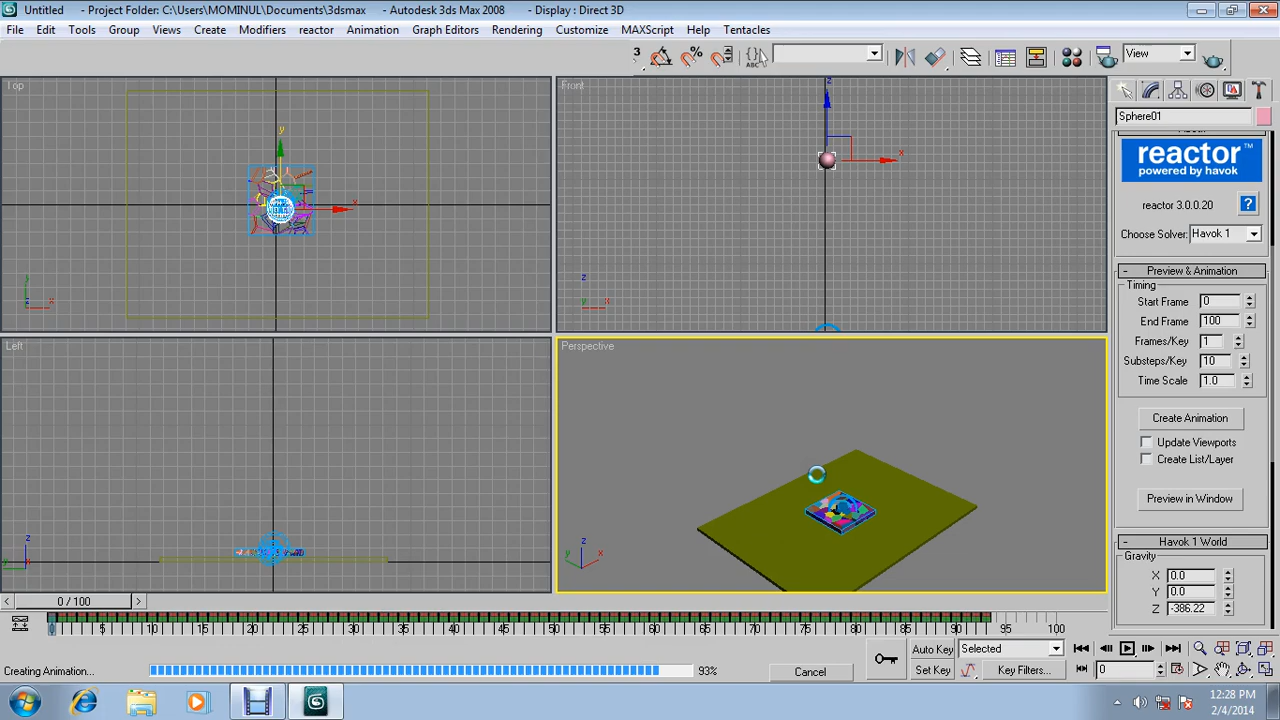 Untitled - Project Folder: C:\Users\MOMINUL\Documents\3dsmax - Autodesk 3ds Max 2008 - Display : Direct 3D
File Edit Tools Group Views Create Modifiers reactor Animation Graph Editors Rendering Customize MAXScript Help Tentacles
3 % ABC View
Top
y
x
y
z x
Front
z
x
z
y x
Left
z
y
Perspective
z
y x
Sphere01
About
reactor
powered by havok
reactor 3.0.0.20 ?
Choose Solver: Havok 1
- Preview & Animation
Timing
Start Frame 0
End Frame 100
Frames/Key 1
Substeps/Key 10
Time Scale 1.0
Create Animation
Update Viewports
Create List/Layer
Preview in Window
- Havok 1 World
Gravity
X 0.0
Y 0.0
Z -386.22
< 0 / 100 >
0 5 10 15 20 25 30 35 40 45 50 55 60 65 70 75 80 85 90 95 100
Auto Key Selected
Creating Animation. 93% Cancel
Set Key Key Filters... 0
12:28 PM
2/4/2014